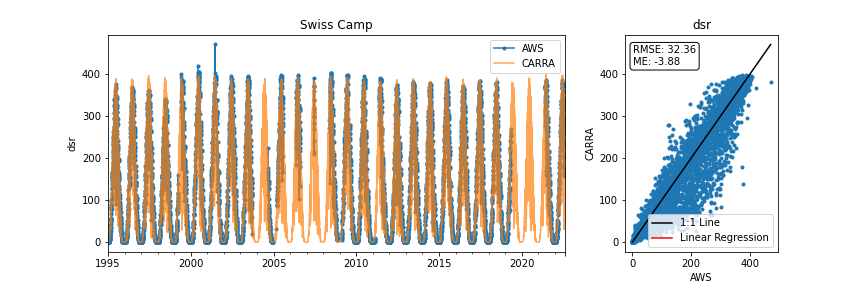 Swiss Camp
dsr
400
300
200
100
0
1995
2000
2005
2010
2015
2020
AWS
CARRA
dsr
RMSE: 32.36
ME: -3.88
CARRA
400
300
200
100
0
0
200
400
AWS
1:1 Line
Linear Regression